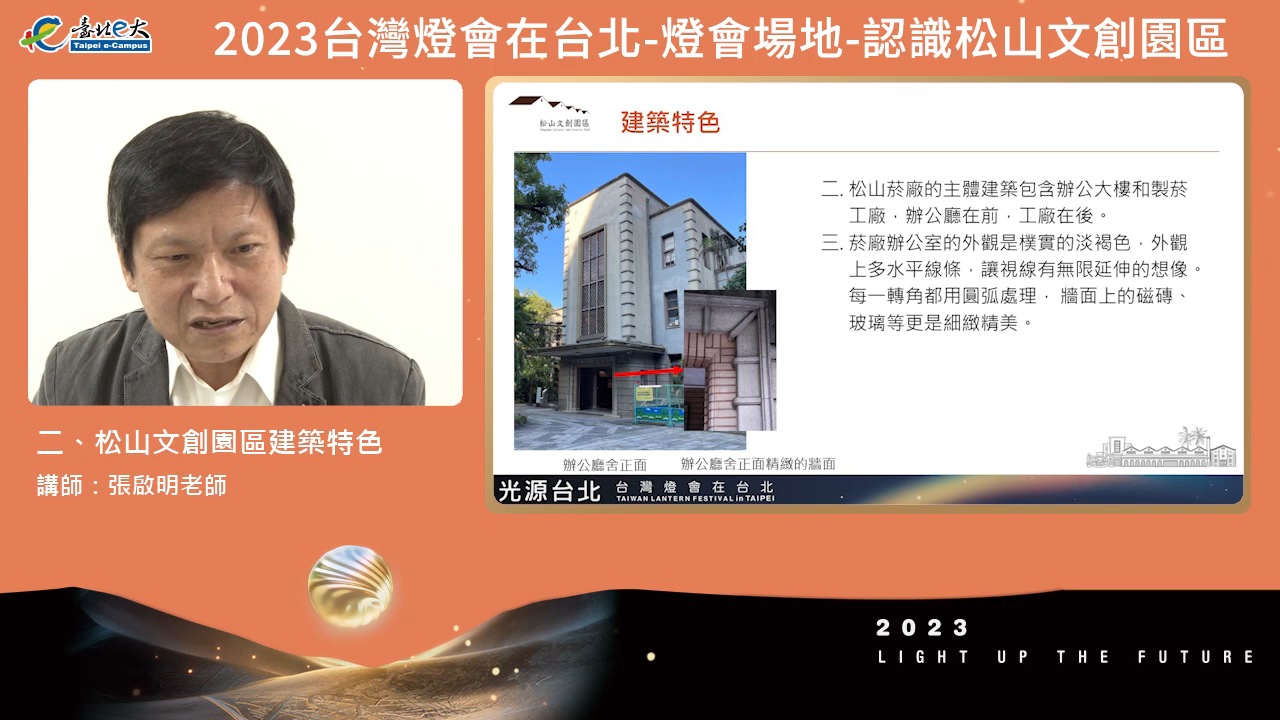 臺北e大
Taipei e-Campus
2023台灣燈會在台北-燈會場地-認識松山文創園區
松山文創園區
建築特色
二. 松山菸廠的主體建築包含辦公大樓和製菸
工廠，辦公廳在前，工廠在後。
三. 菸廠辦公室的外觀是樸實的淡褐色，外觀
上多水平線條，讓視線有無限延伸的想像。
每一轉角都用圓弧處理， 牆面上的磁磚、
玻璃等更是細緻精美。
辦公廳舍正面
辦公廳舍正面精緻的牆面
光源台北
台灣燈會在台北
TAIWAN LANTERN FESTIVAL in TAIPEI
二、松山文創園區建築特色
講師：張啟明老師
2023
LIGHT UP THE FUTURE